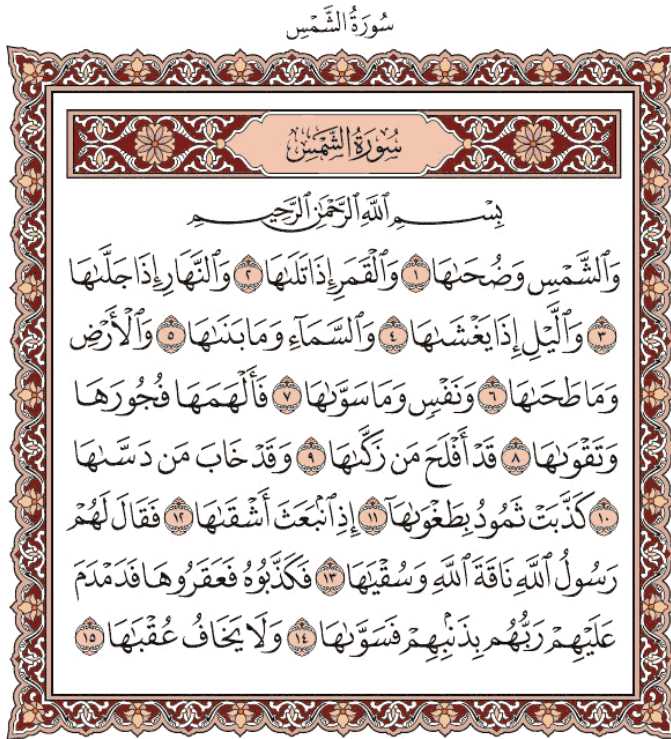 سُورَةُ الشَّمْسِ
سُورَةُ الشَّمْسِ
بِسْمِ ٱللَّهِ ٱلرَّحْمَٰنِ ٱلرَّحِيمِ
وَٱلشَّمْسِ وَضُحَىٰهَا ١ وَٱلْقَمَرِ إِذَا تَلَىٰهَا ٢ وَٱلنَّهَارِ إِذَا جَلَّىٰهَا
٣ وَٱلَّيْلِ إِذَا يَغْشَىٰهَا ٤ وَٱلسَّمَآءِ وَمَا بَنَىٰهَا ٥ وَٱلْأَرْضِ
وَمَا طَحَىٰهَا ٦ وَنَفْسٍ وَمَا سَوَّىٰهَا ٧ فَأَلْهَمَهَا فُجُورَهَا
وَتَقْوَىٰهَا ٨ قَدْ أَفْلَحَ مَن زَكَّىٰهَا ٩ وَقَدْ خَابَ مَن دَسَّىٰهَا
١٠ كَذَّبَتْ ثَمُودُ بِطَغْوَىٰهَآ ١١ إِذِ ٱنۢبَعَثَ أَشْقَىٰهَا ١٢ فَقَالَ لَهُمْ
رَسُولُ ٱللَّهِ نَاقَةَ ٱللَّهِ وَسُقْيَٰهَا ١٣ فَكَذَّبُوهُ فَعَقَرُوهَا فَدَمْدَمَ
عَلَيْهِمْ رَبُّهُم بِذَنۢبِهِمْ فَسَوَّىٰهَا ١٤ وَلَا يَخَافُ عُقْبَٰهَا ١٥